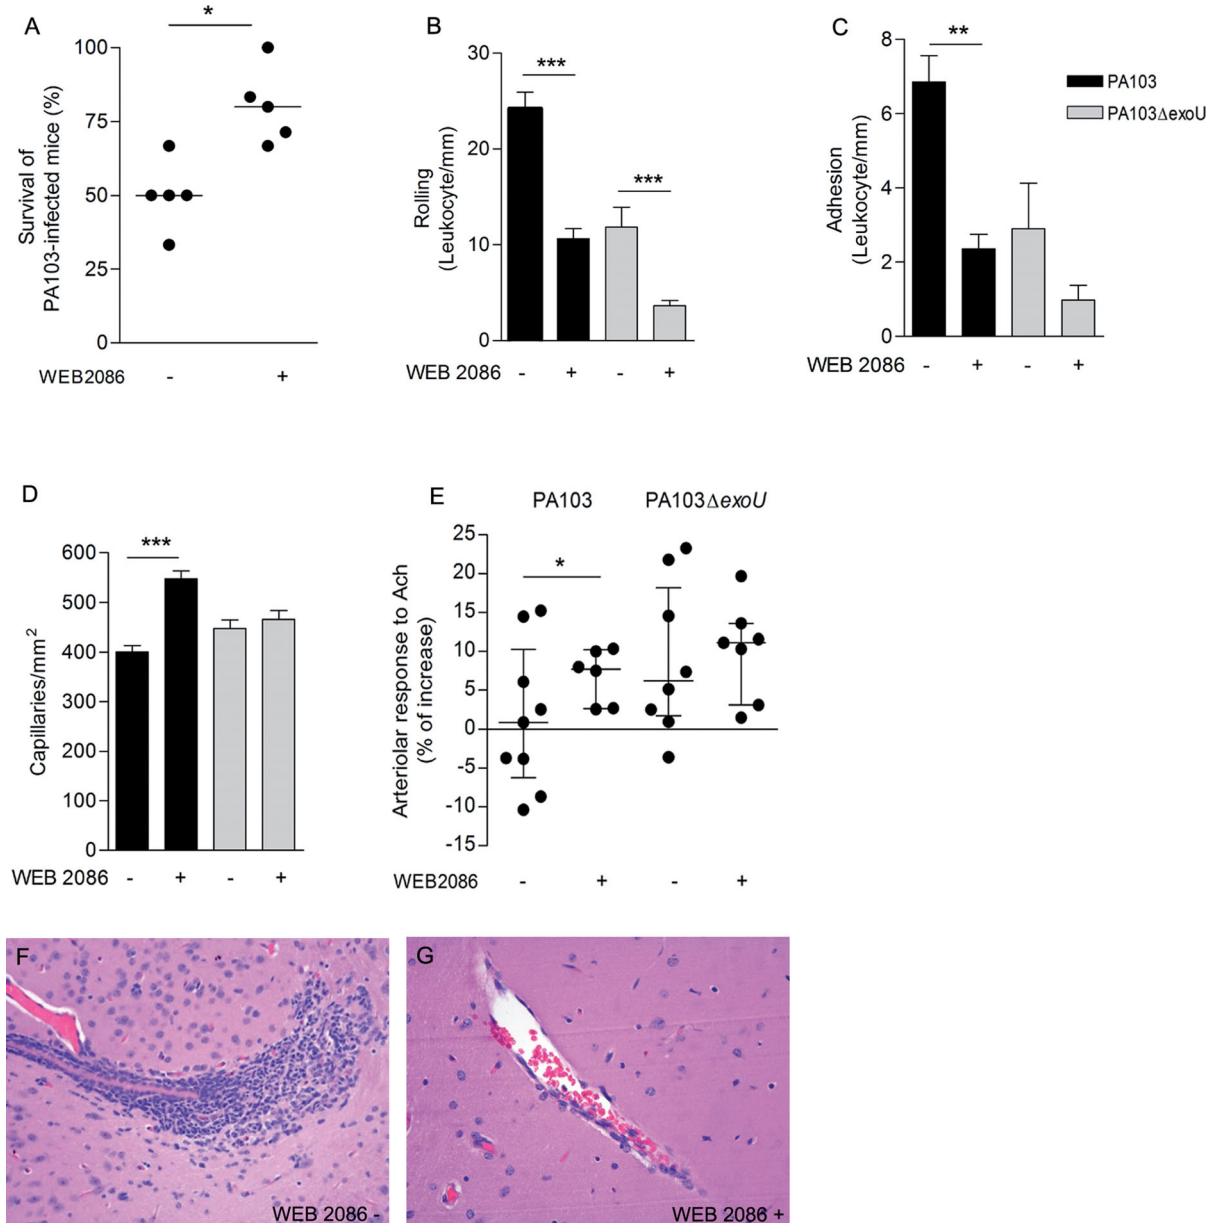 A
*
100
75
50
25
0
Survival of
PA103-infected mice (%)
WEB2086
-
+
B
***
***
30
20
10
0
Rolling
(Leukocyte/mm)
WEB 2086
-
+
-
+
C
**
8
6
4
2
0
Adhesion
(Leukocyte/mm)
PA103
PA103ΔexoU
WEB 2086
-
+
-
+
D
***
600
500
400
300
200
100
0
Capillaries/mm²
WEB 2086
-
+
-
+
E
PA103
PA103ΔexoU
*
25
20
15
10
5
0
-5
-10
-15
Arteriolar response to Ach
(% of increase)
WEB2086
-
+
-
+
F
WEB 2086 -
G
WEB 2086 +